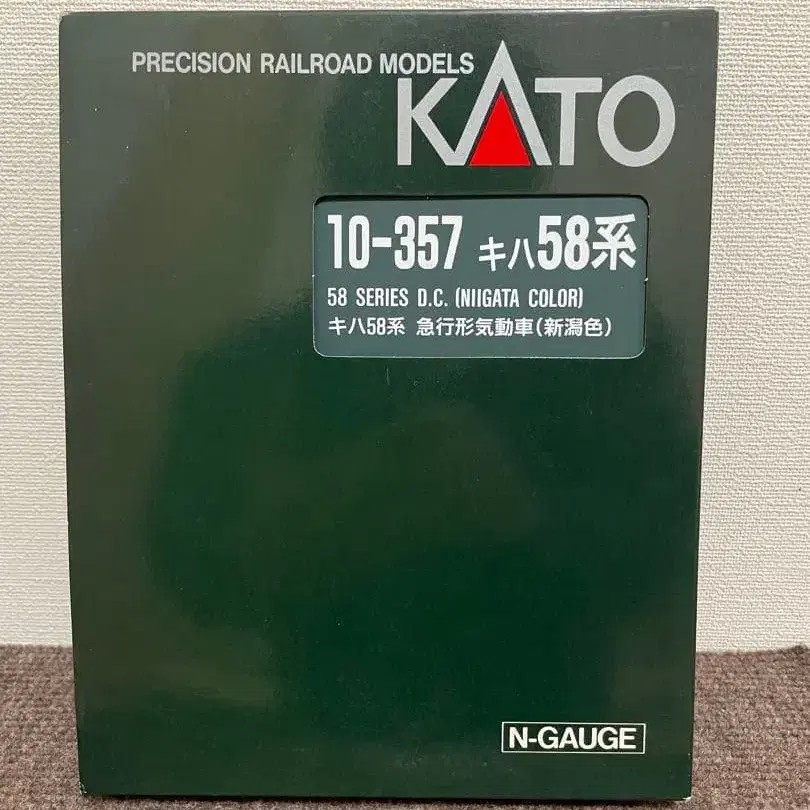 PRECISION RAILROAD MODELS
KATO
10-357 キハ58系
58 SERIES D.C. (NIIGATA COLOR)
キハ58系 急行形気動車(新潟色)
N-GAUGE